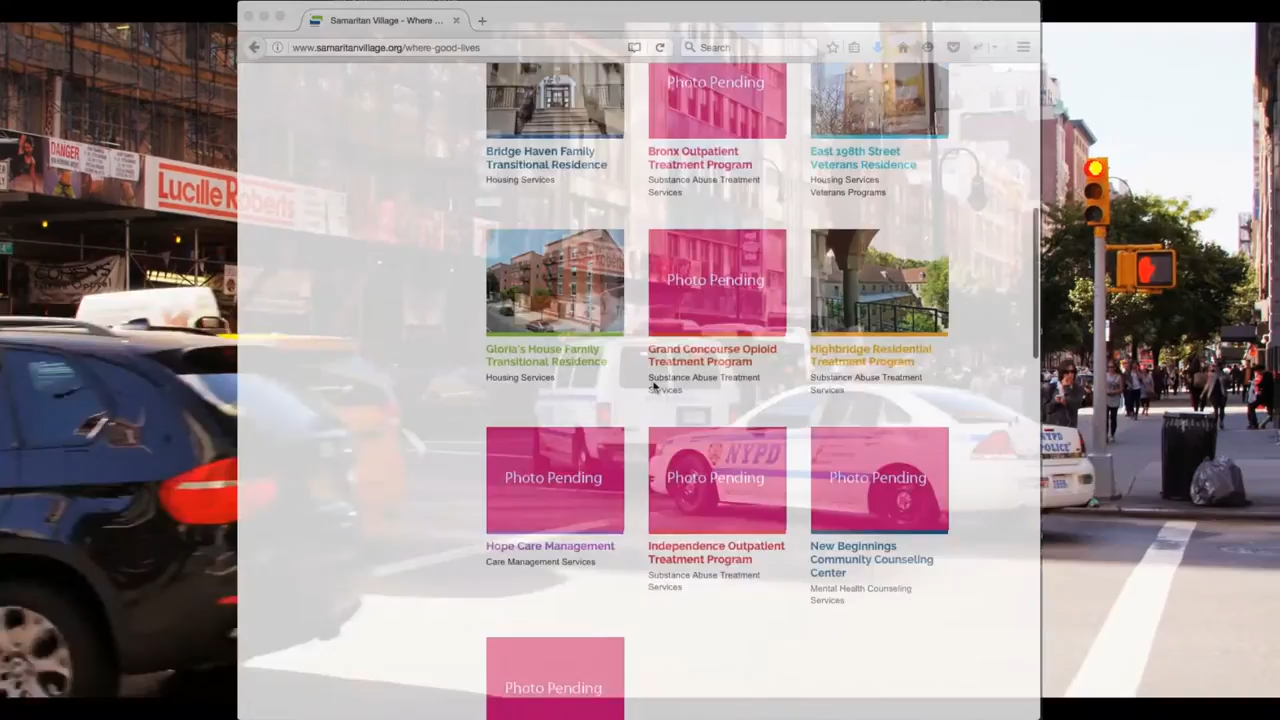 Samaritan Village - Where ...
www.samaritanvillage.org/where-good-lives
Search
DANGER
Lucille Roberts
Photo Pending
Bridge Haven Family
Transitional Residence
Housing Services
Bronx Outpatient
Treatment Program
Substance Abuse Treatment
Services
East 198th Street
Veterans Residence
Housing Services
Veterans Programs
Photo Pending
Gloria's House Family
Transitional Residence
Housing Services
Grand Concourse Opioid
Treatment Program
Substance Abuse Treatment
Services
Highbridge Residential
Treatment Program
Substance Abuse Treatment
Services
NYPD
NYPD
POLICE
Photo Pending
Photo Pending
Photo Pending
Hope Care Management
Care Management Services
Independence Outpatient
Treatment Program
Substance Abuse Treatment
Services
New Beginnings
Community Counseling
Center
Mental Health Counseling
Services
Photo Pending